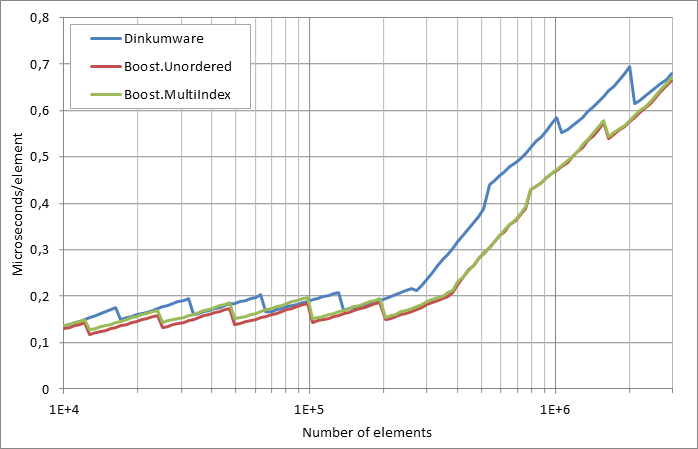 0,8
Dinkumware
0,7
Boost.Unordered
Boost.MultiIndex
0,6
0,5
Microseconds/element
0,4
0,3
0,2
0,1
0
1E+4 1E+5 1E+6
Number of elements